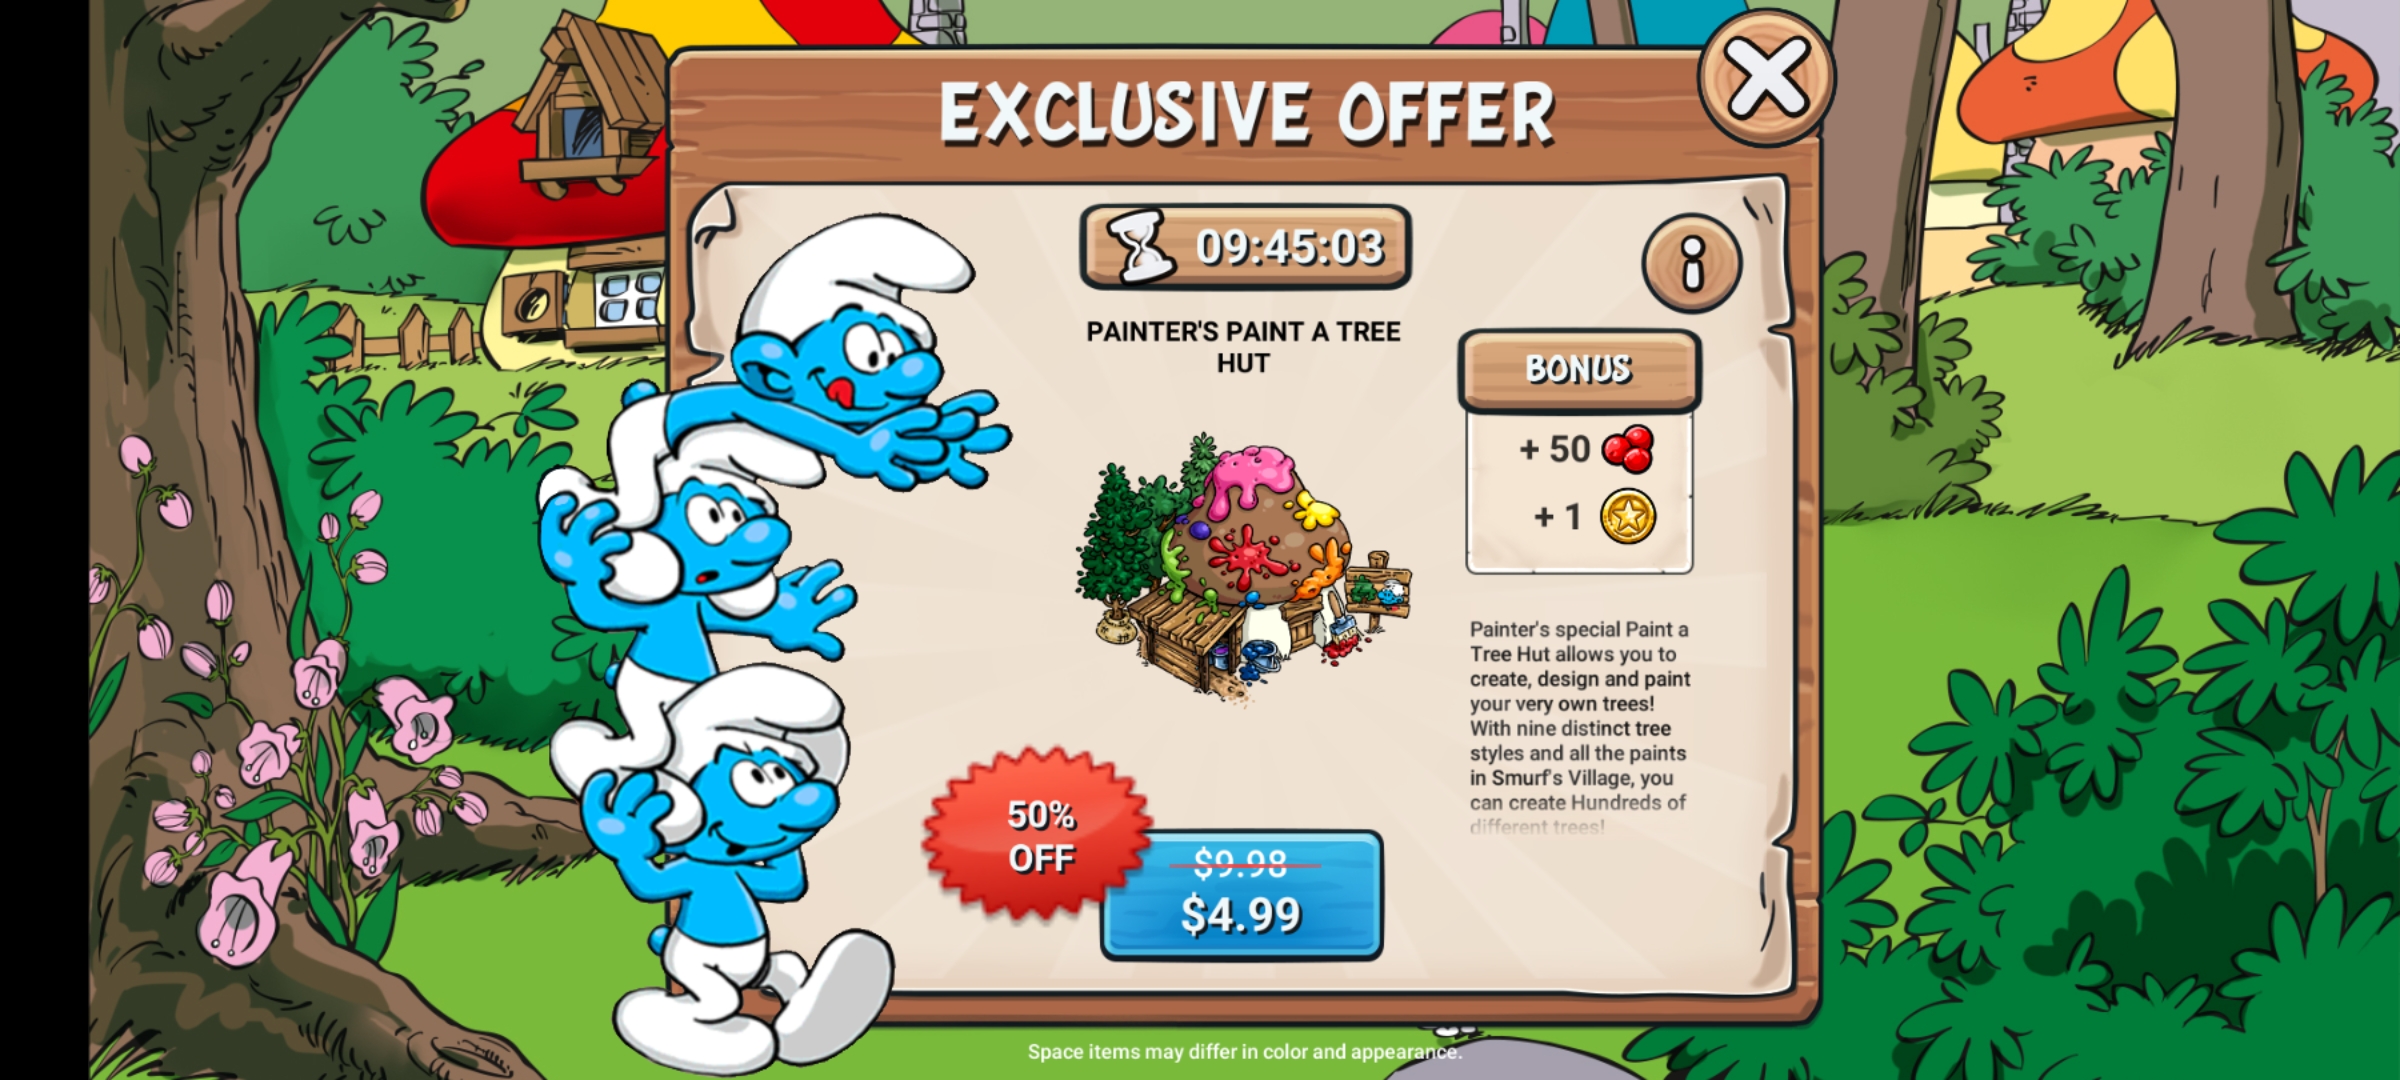 EXCLUSIVE OFFER
09:45:03
PAINTER'S PAINT A TREE
HUT
BONUS
+ 50
+ 1
Painter's special Paint a
Tree Hut allows you to
create, design and paint
your very own trees!
With nine distinct tree
styles and all the paints
in Smurf's Village, you
can create Hundreds of
different trees!
50%
OFF
$9.98
$4.99
Space items may differ in color and appearance.